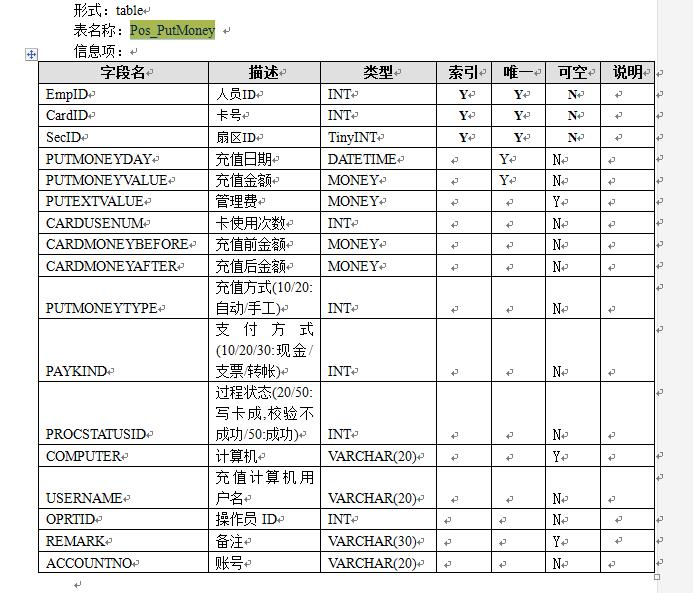 形式：table
表名称：Pos_PutMoney
信息项：
字段名 描述 类型 索引 唯一 可空 说明
EmpID 人员ID INT Y Y N
CardID 卡号 INT Y Y N
SecID 扇区ID TinyINT Y Y N
PUTMONEYDAY 充值日期 DATETIME Y N
PUTMONEYVALUE 充值金额 MONEY Y N
PUTEXTVALUE 管理费 MONEY Y
CARDUSENUM 卡使用次数 INT N
CARDMONEYBEFORE 充值前金额 MONEY N
CARDMONEYAFTER 充值后金额 MONEY N
充值方式(10/20:
自动/手工)
PUTMONEYTYPE INT N
支付方式
(10/20/30:现金/
支票/转帐)
PAYKIND INT N
过程状态(20/50:
写卡成,校验不
成功/50:成功)
PROCSTATUSID INT N
COMPUTER 计算机 VARCHAR(20) Y
充值计算机用
户名
USERNAME VARCHAR(20) N
OPRTID 操作员 ID INT N
REMARK 备注 VARCHAR(30) Y
ACCOUNTNO 账号 VARCHAR(20) N